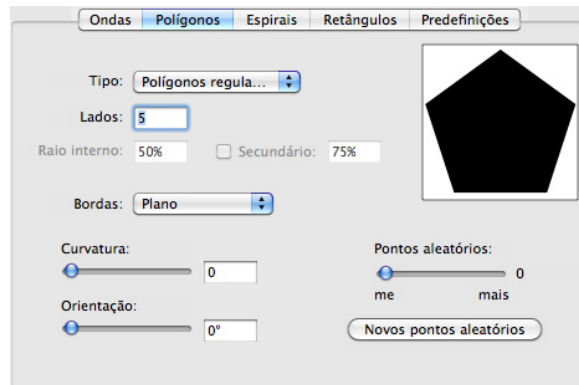 Ondas Polígonos Espirais Retângulos Predefinições
Tipo: Polígonos regula...
Lados: 5
Raio interno: 50% Secundário: 75%
Bordas: Plano
Curvatura:
0
Orientação:
0°
Pontos aleatórios:
0
me mais
Novos pontos aleatórios